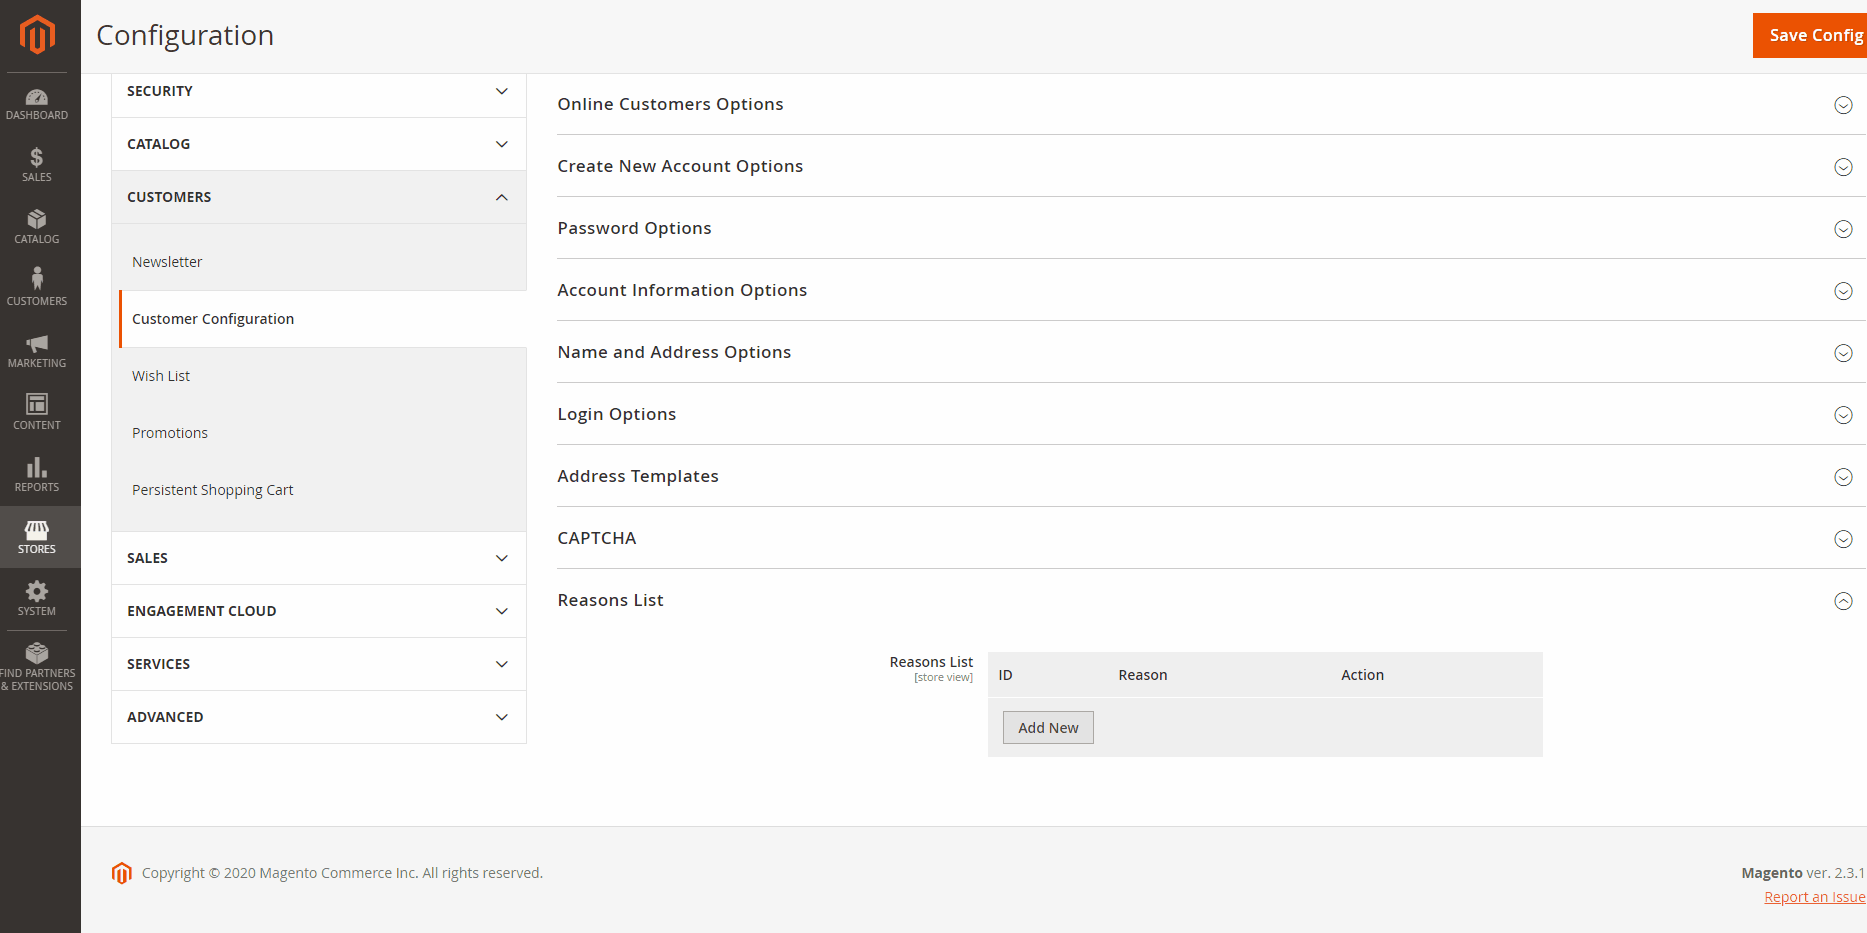 Configuration
Save Config
DASHBOARD
SALES
CATALOG
CUSTOMERS
MARKETING
CONTENT
REPORTS
STORES
SYSTEM
FIND PARTNERS
& EXTENSIONS
SECURITY
CATALOG
CUSTOMERS
Newsletter
Customer Configuration
Wish List
Promotions
Persistent Shopping Cart
SALES
ENGAGEMENT CLOUD
SERVICES
ADVANCED
Online Customers Options
Create New Account Options
Password Options
Account Information Options
Name and Address Options
Login Options
Address Templates
CAPTCHA
Reasons List
Reasons List
[store view]
ID Reason Action
Add New
Copyright © 2020 Magento Commerce Inc. All rights reserved.
Magento ver. 2.3.1
Report an Issue